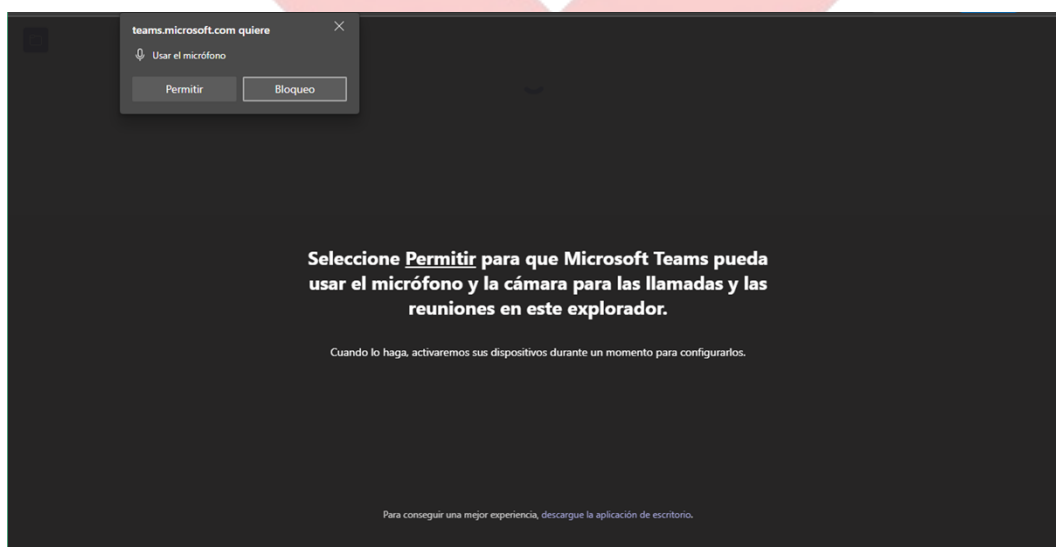 teams.microsoft.com quiere
Usar el micrófono
Permitir
Bloqueo
Seleccione Permitir para que Microsoft Teams pueda
usar el micrófono y la cámara para las llamadas y las
reuniones en este explorador.
Cuando lo haga, activaremos sus dispositivos durante un momento para configurarlos.
Para conseguir una mejor experiencia, descargue la aplicación de escritorio.